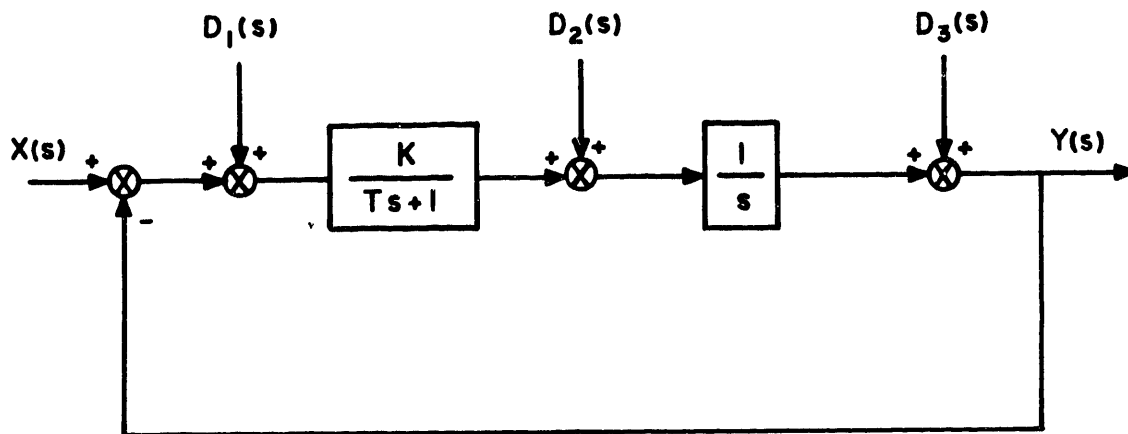 D₁(s) D₂(s) D₃(s)
X(s) + + + K + + 1 + + Y(s)
Ts+1 s
-